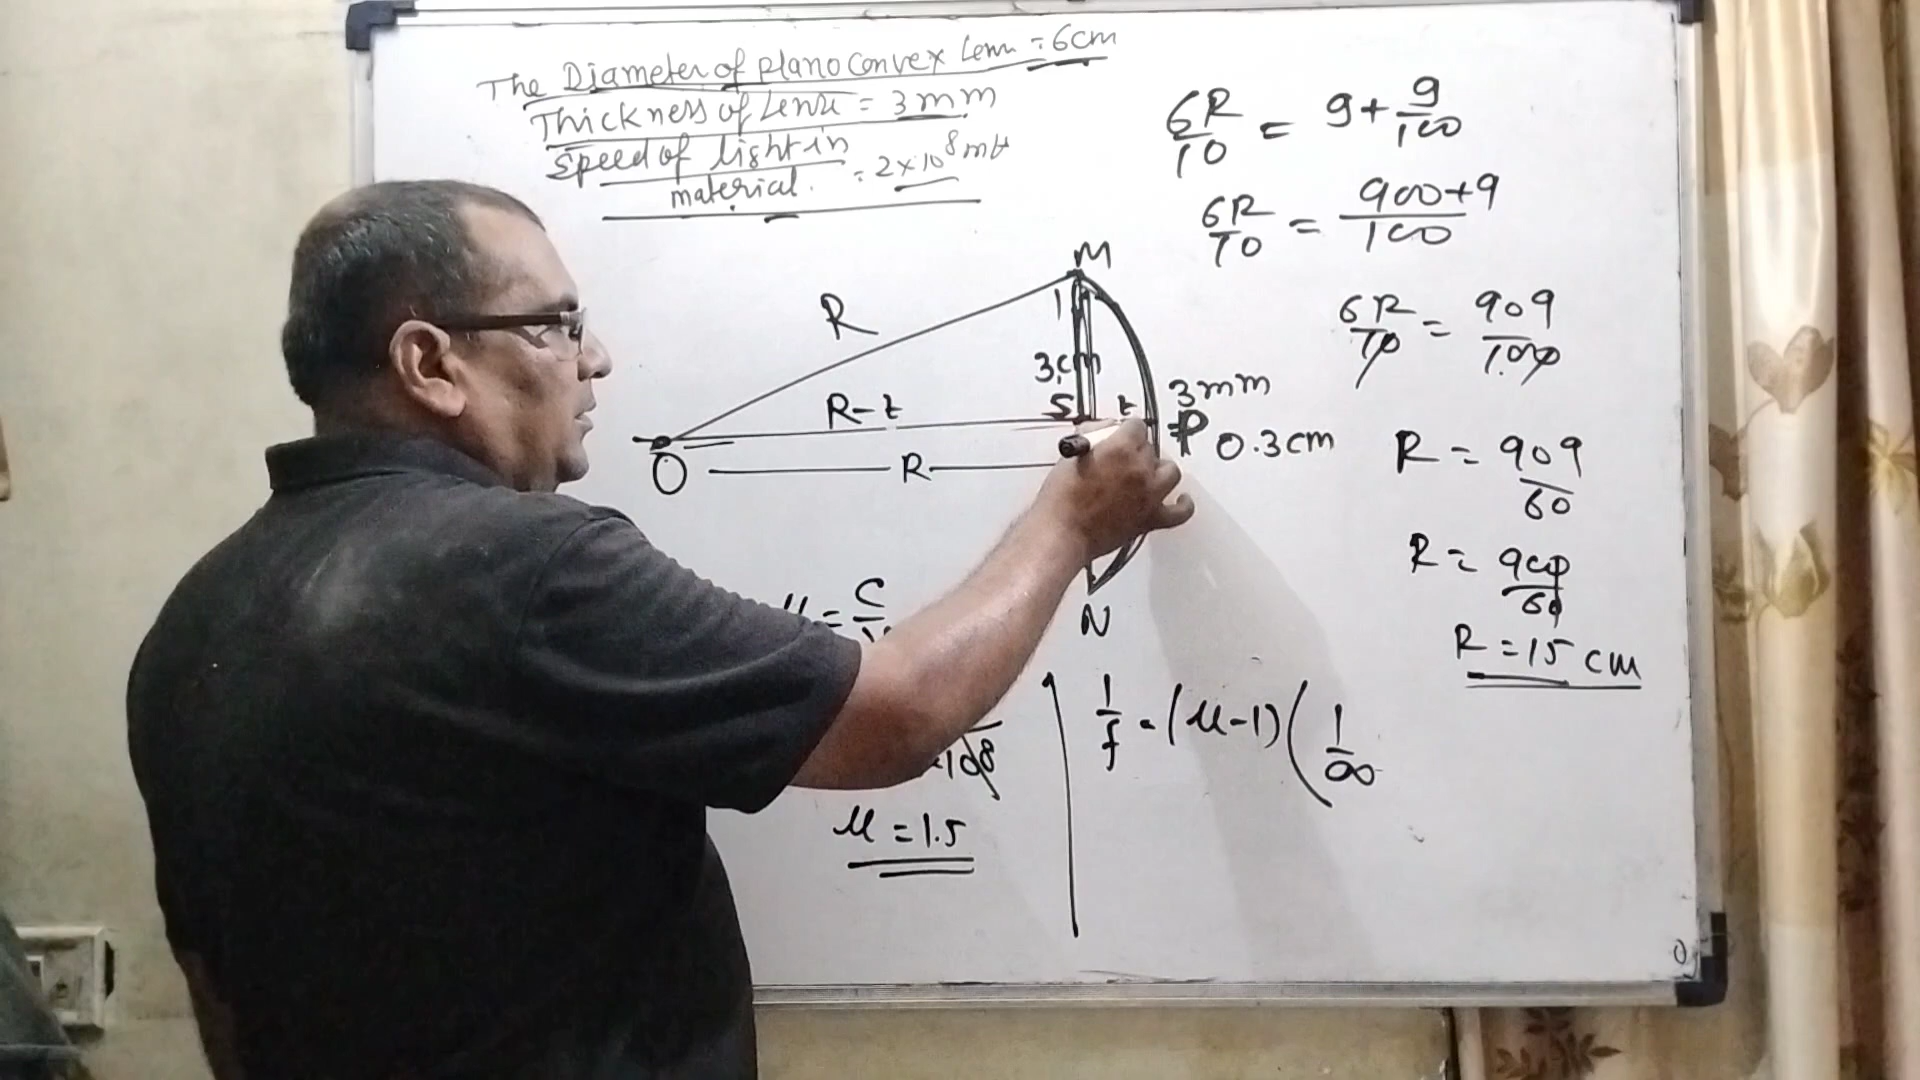 The Diameter of planoconvex Lens = 6cm
Thickness of Lens = 3mm
Speed of light in
material. = 2×10⁸ m/s
6R/10 = 9 + 9/100
6R/10 = 900+9/100
6R/10 = 909/100
R = 909/60
R = 900/60
R = 15 cm
M
R
3cm
R-t
S
t
3mm
P
0.3cm
O
R
N
μ = C
108
μ = 1.5
1/f = (μ-1)(1/∞